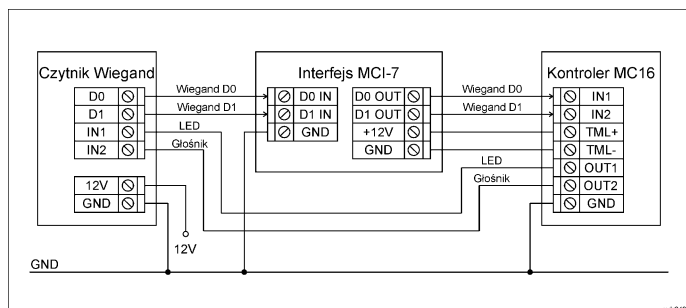 Czytnik Wiegand
D0
D1
IN1
IN2
12V
GND
Wiegand D0
Wiegand D1
LED
Głośnik
12V
Interfejs MCI-7
D0 IN
D1 IN
GND
D0 OUT
D1 OUT
+12V
GND
Wiegand D0
Wiegand D1
LED
Głośnik
Kontroler MC16
IN1
IN2
TML+
TML-
OUT1
OUT2
GND
GND